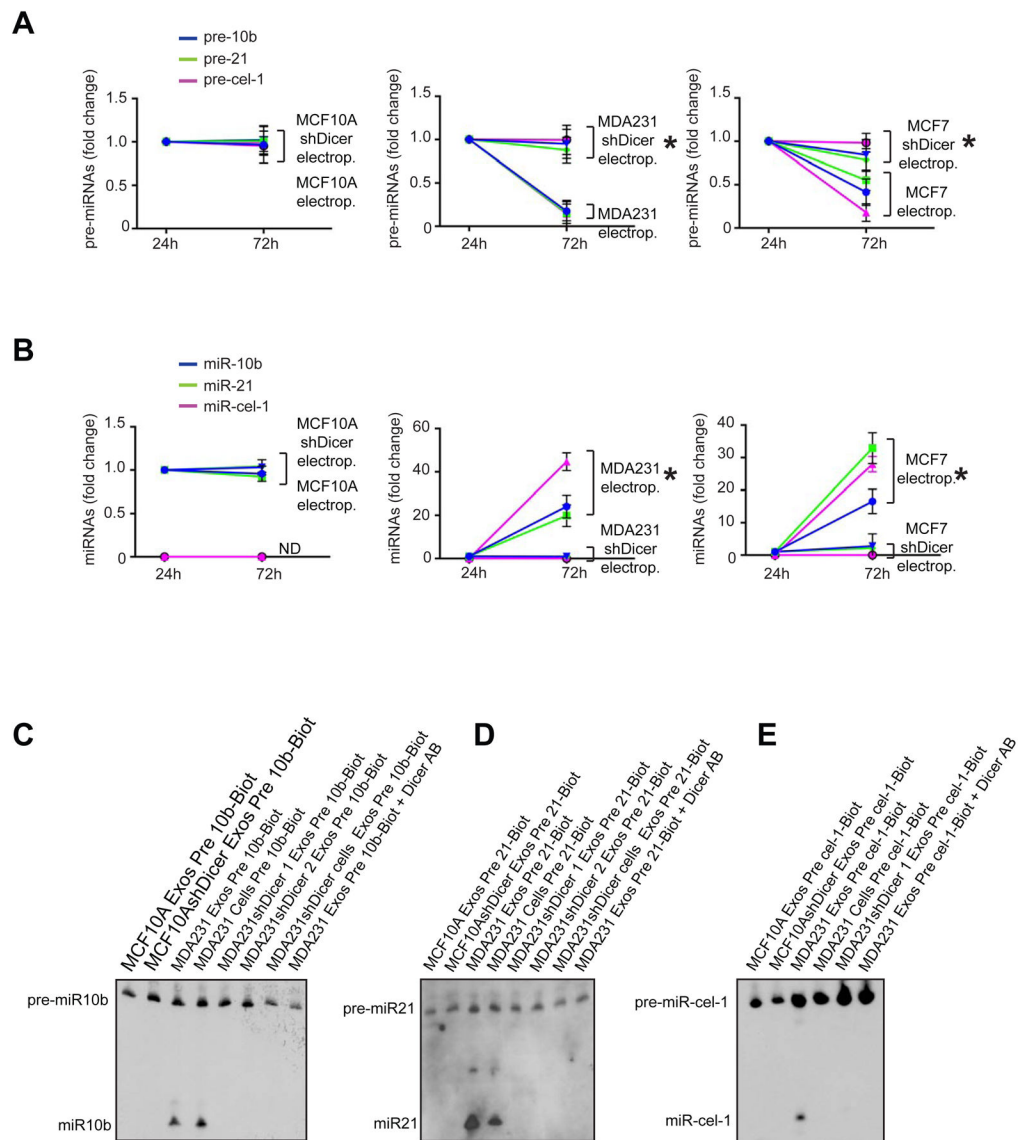 A
pre-10b
pre-21
pre-cel-1
pre-miRNAs (fold change)
1.5
1.0
0.5
0
24h
72h
MCF10A
shDicer
electrop.
MCF10A
electrop.
pre-miRNAs (fold change)
1.5
1.0
0.5
0
24h
72h
MDA231
shDicer
electrop.
*
MDA231
electrop.
pre-miRNAs (fold change)
1.5
1.0
0.5
0
24h
72h
MCF7
shDicer
electrop.
*
MCF7
electrop.
B
miR-10b
miR-21
miR-cel-1
miRNAs (fold change)
1.5
1.0
0.5
0
24h
72h
MCF10A
shDicer
electrop.
MCF10A
electrop.
ND
miRNAs (fold change)
60
40
20
0
24h
72h
MDA231
electrop.
*
MDA231
shDicer
electrop.
miRNAs (fold change)
40
30
20
10
0
24h
72h
MCF7
electrop.
*
MCF7
shDicer
electrop.
C
MCF10A Exos Pre 10b-Biot
MCF10AshDicer Exos Pre 10b-Biot
MDA231 Exos Pre 10b-Biot
MDA231 Cells Pre 10b-Biot
MDA231shDicer 1 Exos Pre 10b-Biot
MDA231shDicer 2 Exos Pre 10b-Biot
MDA231shDicer cells Exos Pre 10b-Biot
MDA231 Exos Pre 10b-Biot + Dicer AB
pre-miR10b
miR10b
D
MCF10A Exos Pre 21-Biot
MCF10AshDicer Exos Pre 21-Biot
MDA231 Exos Pre 21-Biot
MDA231 Cells Pre 21-Biot
MDA231shDicer 1 Exos Pre 21-Biot
MDA231shDicer 2 Exos Pre 21-Biot
MDA231shDicer cells Exos Pre 21-Biot
MDA231 Exos Pre 21-Biot + Dicer AB
pre-miR21
miR21
E
MCF10A Exos Pre cel-1-Biot
MCF10AshDicer Exos Pre cel-1-Biot
MDA231 Exos Pre cel-1-Biot
MDA231 Cells Pre cel-1-Biot
MDA231shDicer 1 Exos Pre cel-1-Biot
MDA231 Exos Pre cel-1-Biot + Dicer AB
pre-miR-cel-1
miR-cel-1